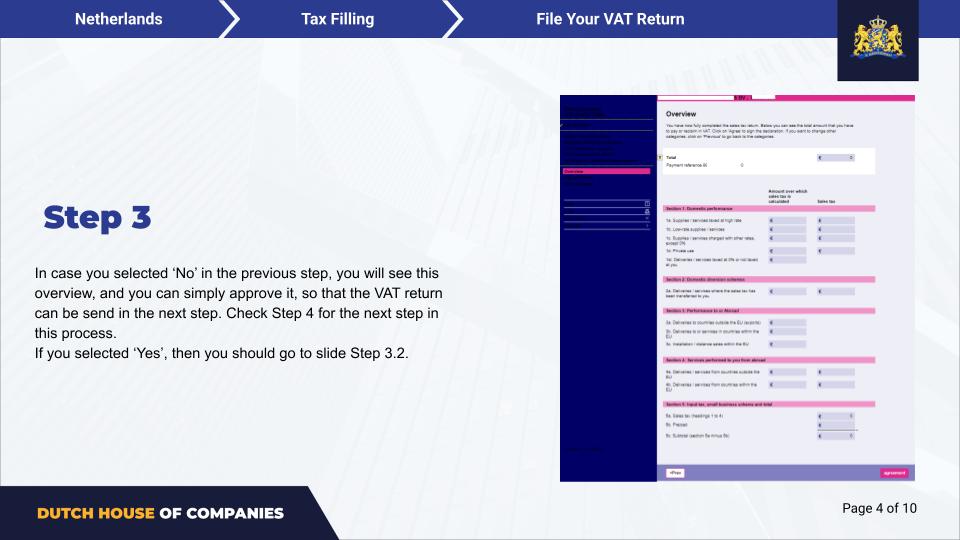 Netherlands
Tax Filling
File Your VAT Return
Step 3
In case you selected ‘No’ in the previous step, you will see this
overview, and you can simply approve it, so that the VAT return
can be send in the next step. Check Step 4 for the next step in
this process.
If you selected ‘Yes’, then you should go to slide Step 3.2.
Overview
You have now fully completed the sales tax return. Below you can see the total amount that you have
to pay or reclaim in VAT. Click on 'Agree' to sign the declaration. If you want to change other
categories, click on 'Previous' to go back to the categories.
Overview
Total € 0
Payment reference IN 0
Amount over which
sales tax is
calculated
Sales tax
Section 1: Domestic performance
1a. Supplies / services taxed at high rate € €
1b. Low-rate supplies / services € €
1c. Supplies / services charged with other rates, € €
except 0%
1d. Private use € €
1e. Deliveries / services taxed at 0% or not taxed €
at you
Section 2: Domestic diversion schemes
2a. Deliveries / services where the sales tax has € €
been transferred to you
Section 3: Performance to or Abroad
3a. Deliveries to countries outside the EU (exports) €
3b. Deliveries to or services in countries within the €
EU
3c. Installation / distance sales within the EU €
Section 4: Services performed to you from abroad
4a. Deliveries / services from countries outside the € €
EU
4b. Deliveries / services from countries within the € €
EU
Section 5: Input tax, small business scheme and total
5a. Sales tax (headings 1 to 4) € 0
5b. Preload €
5c. Subtotal (section 5a minus 5b) € 0
<Prev
agreement
DUTCH HOUSE OF COMPANIES
Page 4 of 10